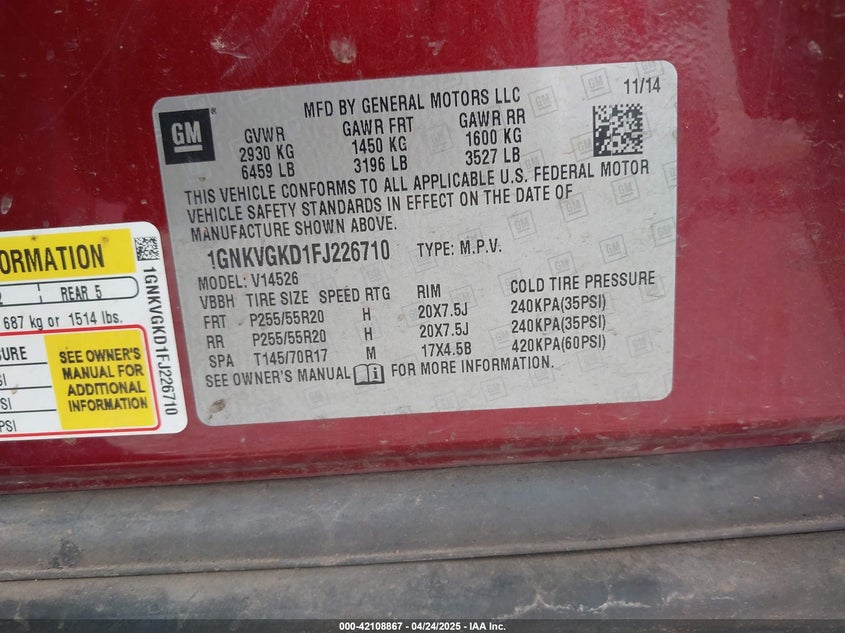 GM
MFD BY GENERAL MOTORS LLC
11/14
GVWR GAWR FRT GAWR RR
2930 KG 1450 KG 1600 KG
6459 LB 3196 LB 3527 LB
THIS VEHICLE CONFORMS TO ALL APPLICABLE U.S. FEDERAL MOTOR
VEHICLE SAFETY STANDARDS IN EFFECT ON THE DATE OF
MANUFACTURE SHOWN ABOVE.
1GNKVGKD1FJ226710 TYPE: M.P.V.
MODEL: V14526
VBBH TIRE SIZE SPEED RTG RIM COLD TIRE PRESSURE
FRT P255/55R20 H 20X7.5J 240KPA(35PSI)
RR P255/55R20 H 20X7.5J 240KPA(35PSI)
SPA T145/70R17 M 17X4.5B 420KPA(60PSI)
SEE OWNER'S MANUAL FOR MORE INFORMATION.
ORMATION
2 REAR 5
687 kg or 1514 lbs.
SURE
SI
PSI
PSI
SEE OWNER'S
MANUAL FOR
ADDITIONAL
INFORMATION
1GNKVGKD1FJ226710
000-42108867 - 04/24/2025 - IAA Inc.